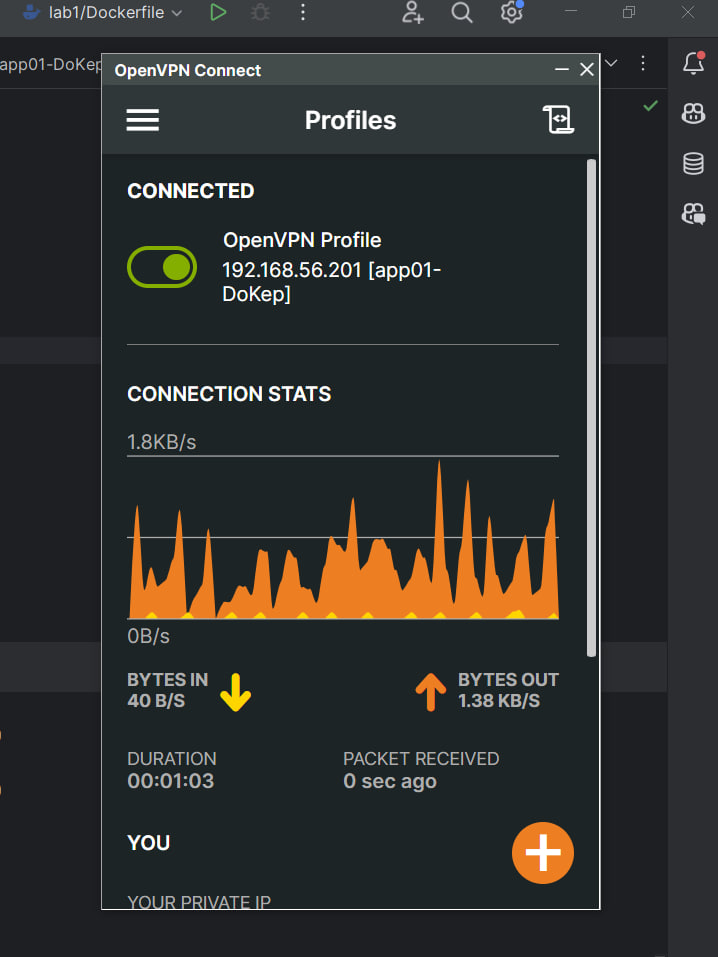 lab1/Dockerfile
app01-DoKep
OpenVPN Connect
Profiles
CONNECTED
OpenVPN Profile
192.168.56.201 [app01-
DoKep]
CONNECTION STATS
1.8KB/s
0B/s
BYTES IN
40 B/S
BYTES OUT
1.38 KB/S
DURATION
00:01:03
PACKET RECEIVED
0 sec ago
YOU
YOUR PRIVATE IP